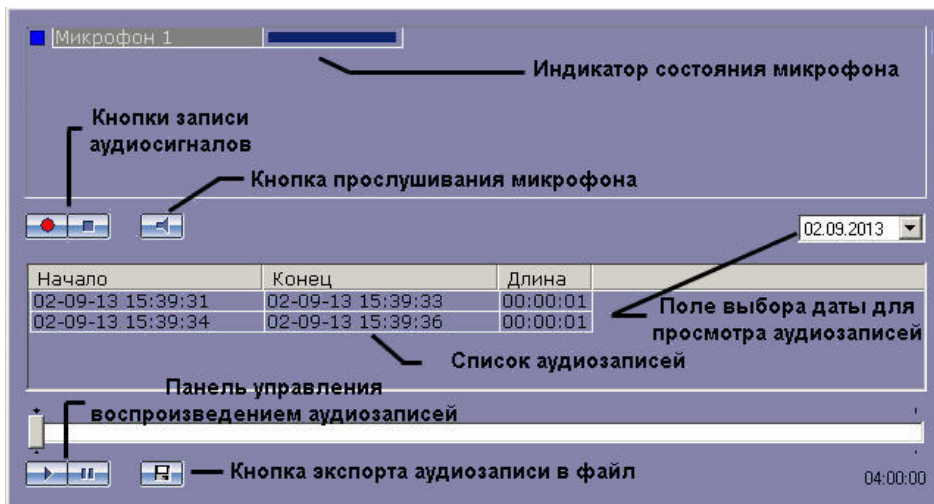 Микрофон 1
Индикатор состояния микрофона
Кнопки записи
аудиосигналов
Кнопка прослушивания микрофона
02.09.2013
Начало Конец Длина
02-09-13 15:39:31 02-09-13 15:39:33 00:00:01
02-09-13 15:39:34 02-09-13 15:39:36 00:00:01
Поле выбора даты для
просмотра аудиозаписей
Список аудиозаписей
Панель управления
воспроизведением аудиозаписей
Кнопка экспорта аудиозаписи в файл
04:00:00